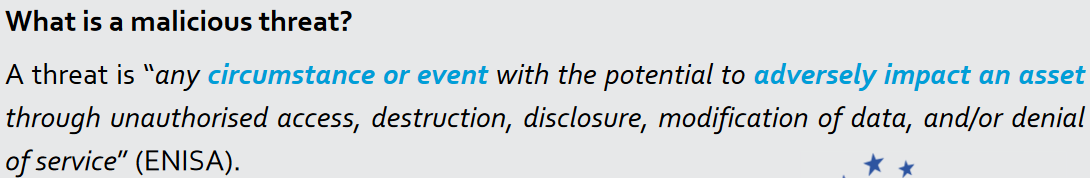 What is a malicious threat?
A threat is “any circumstance or event with the potential to adversely impact an asset
through unauthorised access, destruction, disclosure, modification of data, and/or denial
of service” (ENISA).